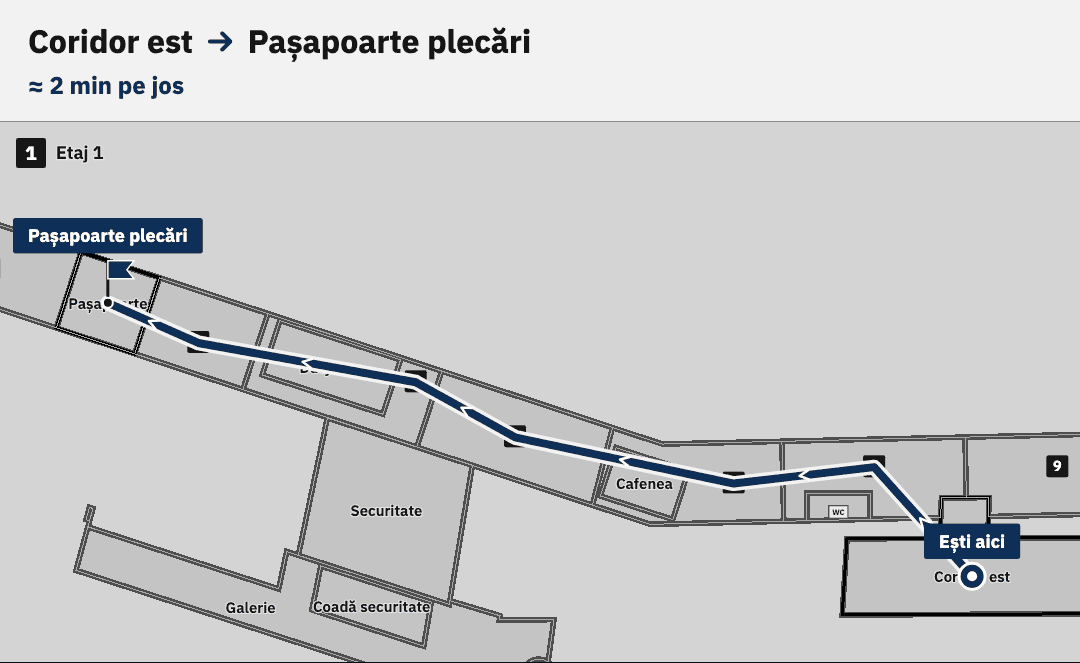 Coridor est → Pașapoarte plecări
≈ 2 min pe jos
1 Etaj 1
Pașapoarte plecări
Cafenea
9
WC
Securitate
Ești aici
Galerie
Coadă securitate